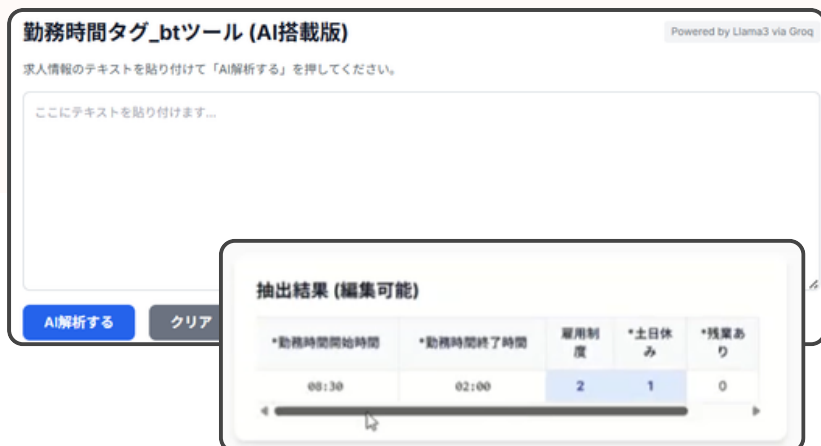 勤務時間タグ_btツール (AI搭載版)
Powered by Llama3 via Groq
求人情報のテキストを貼り付けて「AI解析する」を押してください。
ここにテキストを貼り付けます...
AI解析する
クリア
抽出結果 (編集可能)
*勤務時間開始時間
*勤務時間終了時間
雇用制
度
*土日休
み
*残業あ
り
08:30
02:00
2
1
0